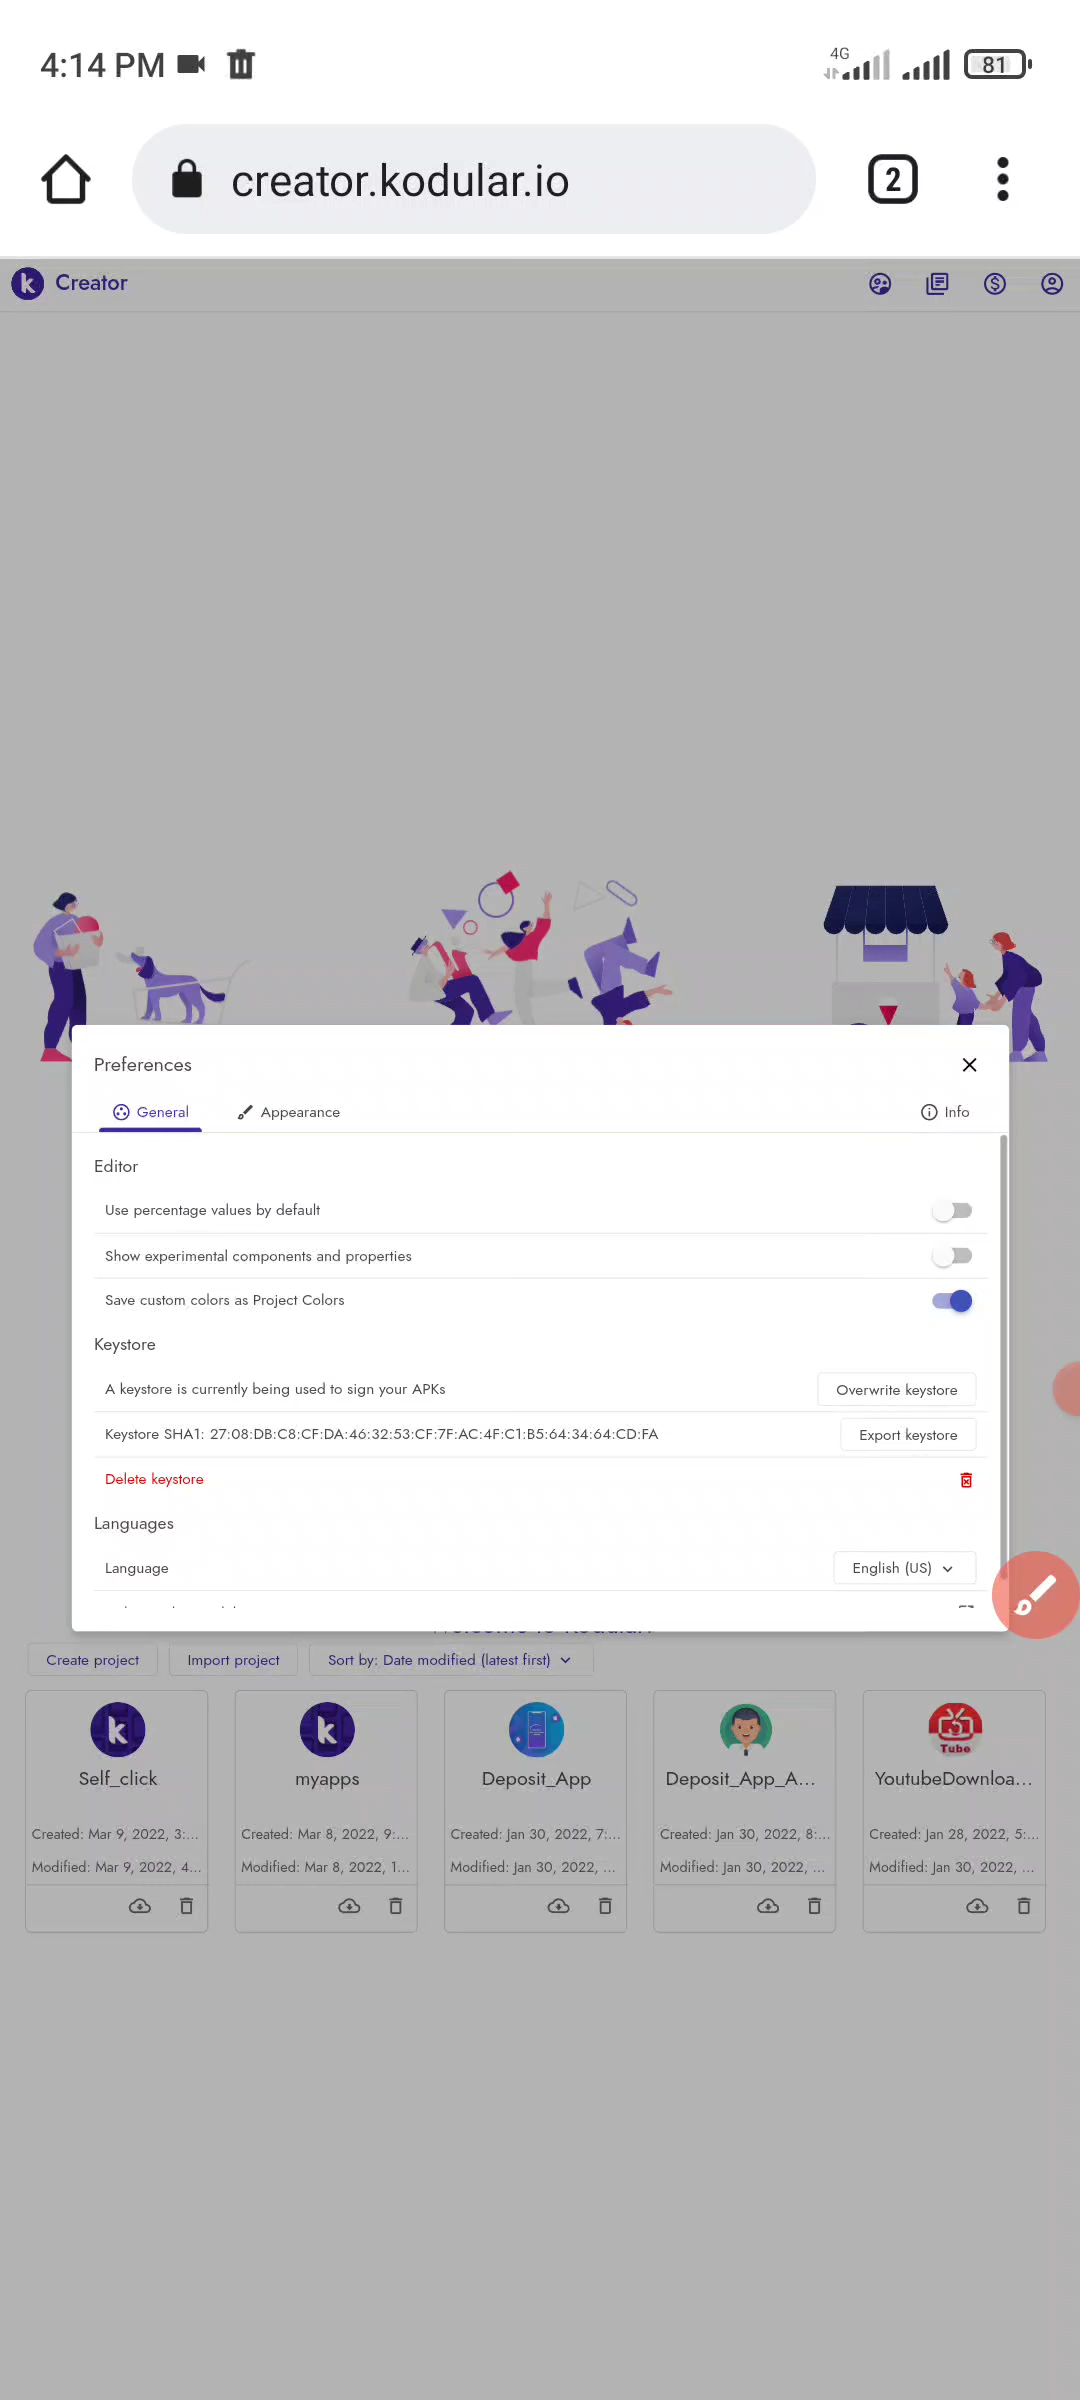 4:14 PM
4G
81
creator.kodular.io
2
Creator
Preferences
General
Appearance
Info
Editor
Use percentage values by default
Show experimental components and properties
Save custom colors as Project Colors
Keystore
A keystore is currently being used to sign your APKs
Overwrite keystore
Keystore SHA1: 27:08:DB:C8:CF:DA:46:32:53:CF:7F:AC:4F:C1:B5:64:34:64:CD:FA
Export keystore
Delete keystore
Languages
Language
English (US)
Create project
Import project
Sort by: Date modified (latest first)
Self_click
myapps
Deposit_App
Deposit_App_A...
Tube
YoutubeDownloa...
Created: Mar 9, 2022, 3:...
Created: Mar 8, 2022, 9:...
Created: Jan 30, 2022, 7:...
Created: Jan 30, 2022, 8:...
Created: Jan 28, 2022, 5:...
Modified: Mar 9, 2022, 4...
Modified: Mar 8, 2022, 1...
Modified: Jan 30, 2022, ...
Modified: Jan 30, 2022, ...
Modified: Jan 30, 2022, ...